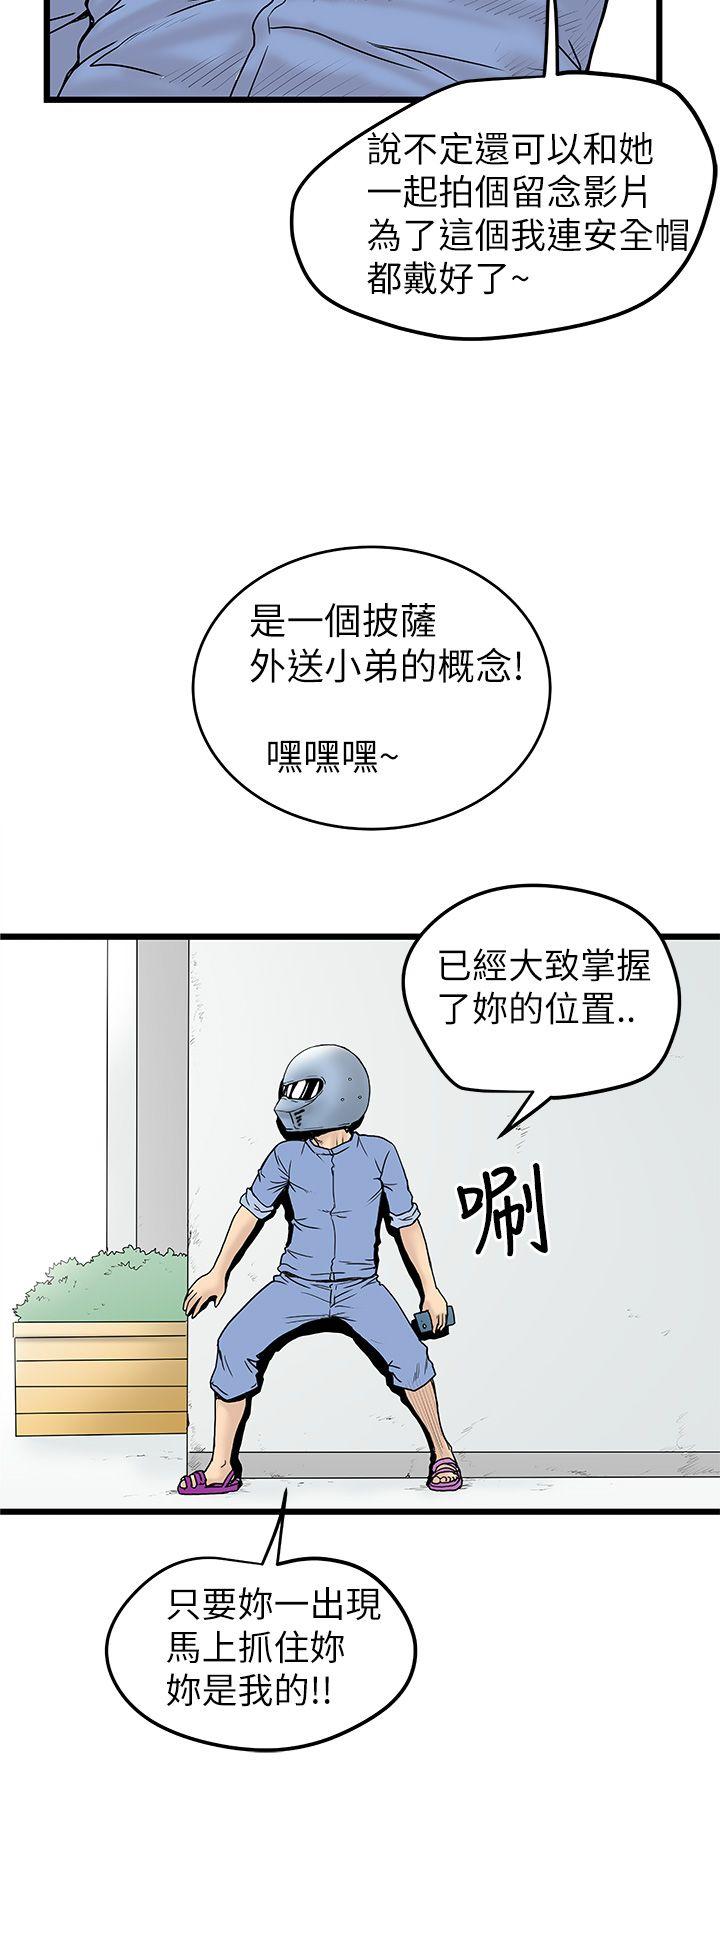 說不定還可以和她
一起拍個留念影片
為了這個我連安全帽
都戴好了~
是一個披薩
外送小弟的概念!
嘿嘿嘿~
已經大致掌握
了妳的位置..
唰
只要妳一出現
馬上抓住妳
妳是我的!!